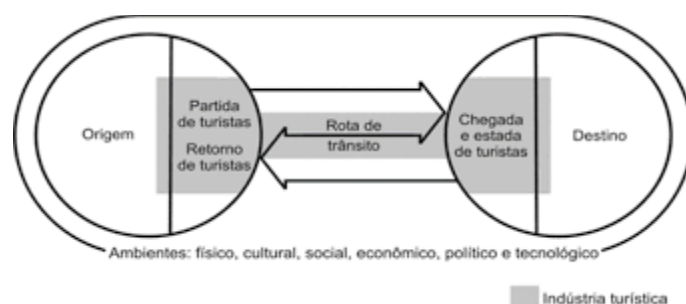 Origem
Partida
de turistas
Retorno
de turistas
Rota de
trânsito
Chegada
e estada
de turistas
Destino
Ambientes: físico, cultural, social, econômico, político e tecnológico
Indústria turística